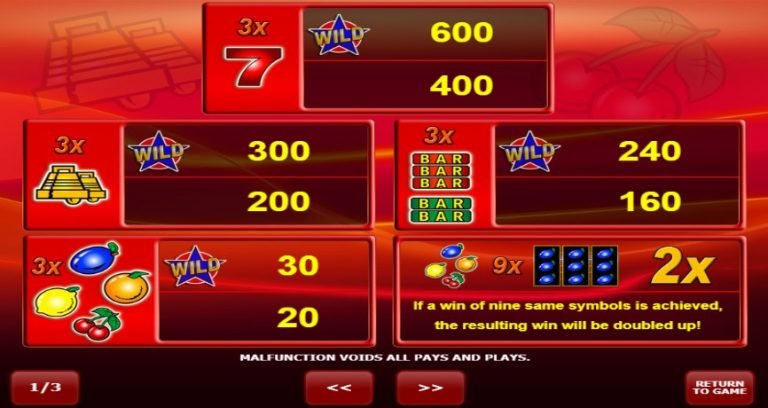 3x
7
WILD 600
400
3x
WILD 300
200
3x
BAR
BAR
BAR
BAR
BAR
WILD 240
160
3x
WILD 30
20
9x 2x
If a win of nine same symbols is achieved,
the resulting win will be doubled up!
MALFUNCTION VOIDS ALL PAYS AND PLAYS.
1/3 << >> RETURN
TO GAME